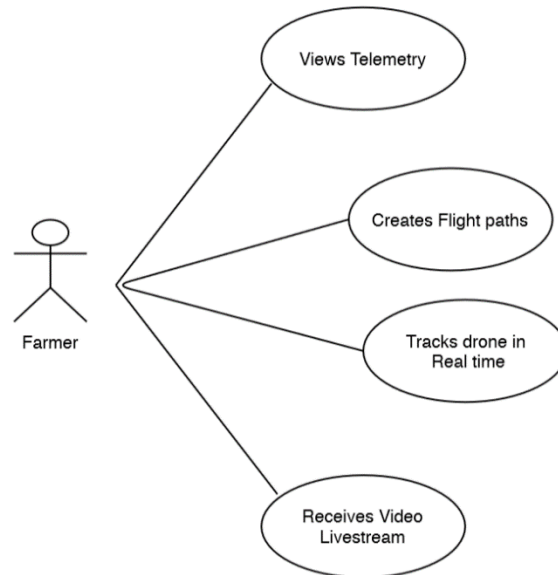 Views Telemetry
Creates Flight paths
Farmer
Tracks drone in
Real time
Receives Video
Livestream